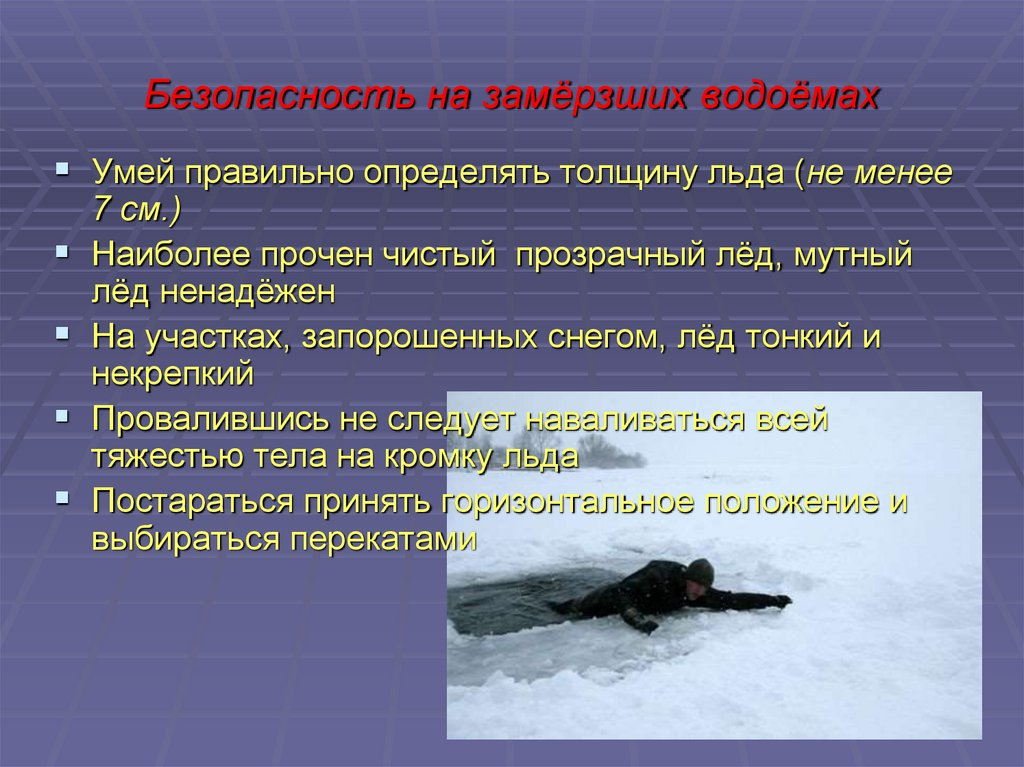 Безопасность на замёрзших водоёмах
▪ Умей правильно определять толщину льда (не менее
7 см.)
▪ Наиболее прочен чистый прозрачный лёд, мутный
лёд ненадёжен
▪ На участках, запорошенных снегом, лёд тонкий и
некрепкий
▪ Провалившись не следует наваливаться всей
тяжестью тела на кромку льда
▪ Постараться принять горизонтальное положение и
выбираться перекатами